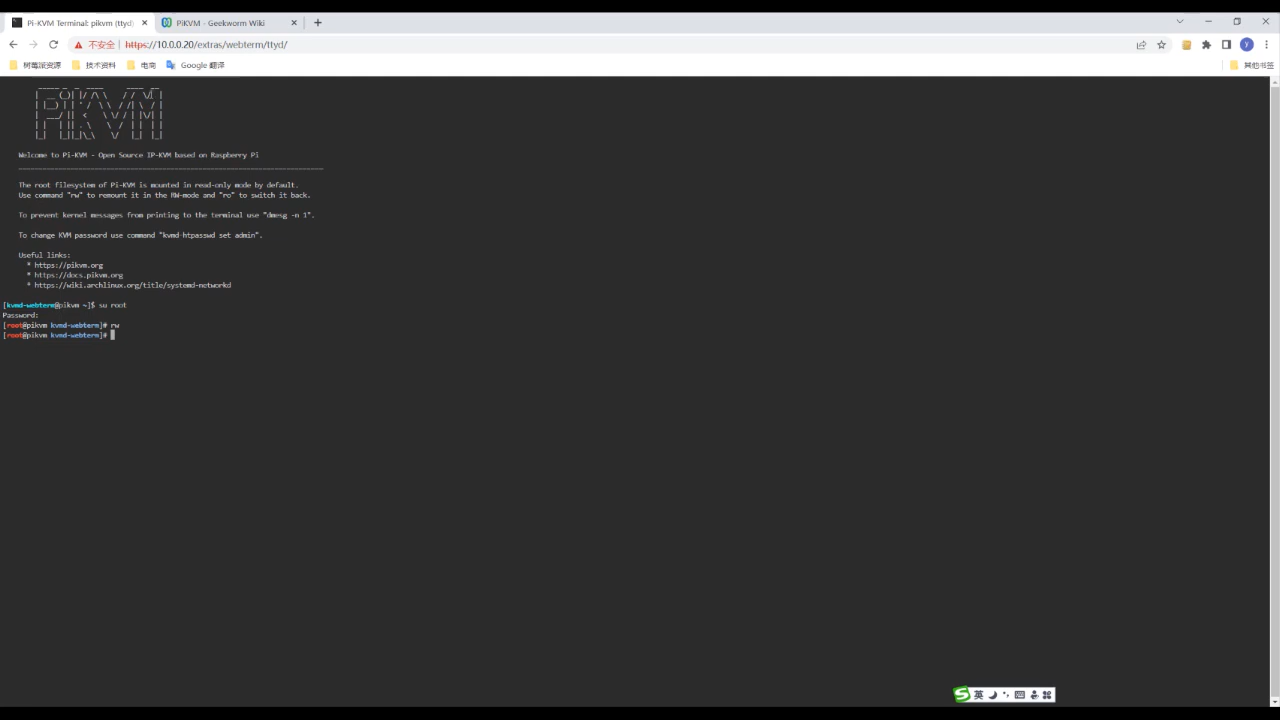 Pi-KVM Terminal: pikvm (ttyd)
PiKVM - Geekworm Wiki
不安全
https://10.0.0.20/extras/webterm/ttyd/
y
树莓派资源
技术资料
电商
Google 翻译
其他书签
Welcome to Pi-KVM - Open Source IP-KVM based on Raspberry Pi
The root filesystem of Pi-KVM is mounted in read-only mode by default.
Use command "rw" to remount it in the RW-mode and "ro" to switch it back.
To prevent kernel messages from printing to the terminal use "dmesg -n 1".
To change KVM password use command "kvmd-htpasswd set admin".
Useful links:
* https://pikvm.org
* https://docs.pikvm.org
* https://wiki.archlinux.org/title/systemd-networkd
[kvmd-webterm@pikvm ~]$ su root
Password:
[root@pikvm kvmd-webterm]# rw
[root@pikvm kvmd-webterm]#
S 英